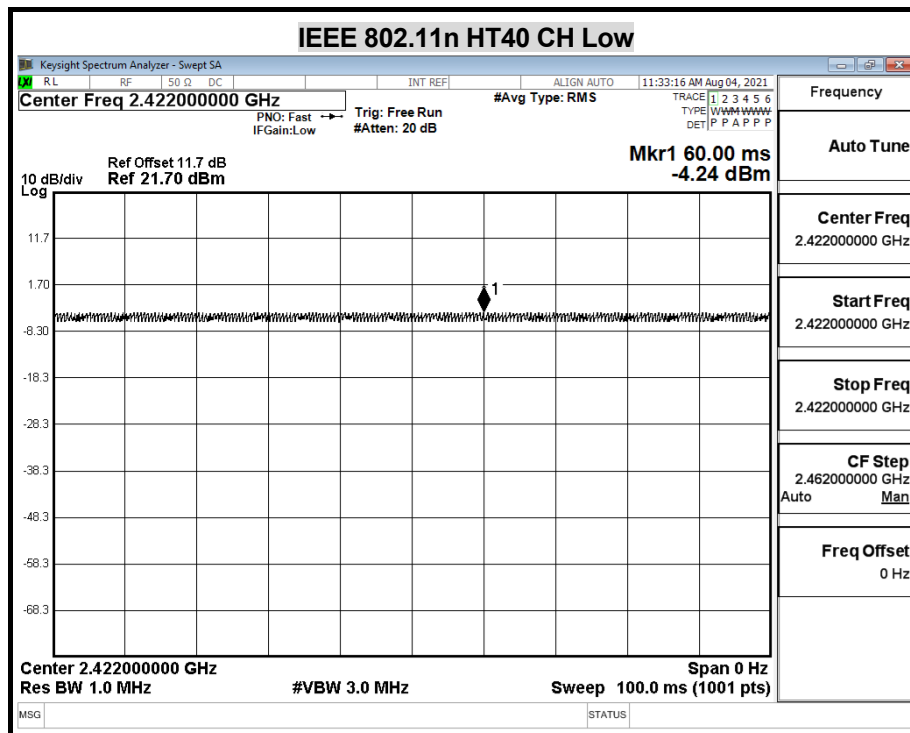 IEEE 802.11n HT40 CH Low
Keysight Spectrum Analyzer - Swept SA
LXI RL RF 50 Ω DC INT REF ALIGN AUTO 11:33:16 AM Aug 04, 2021
Center Freq 2.422000000 GHz
PNO: Fast
IFGain:Low
Trig: Free Run
#Atten: 20 dB
#Avg Type: RMS
TRACE 1 2 3 4 5 6
TYPE WWMWWWW
DET P P A P P P
Mkr1 60.00 ms
-4.24 dBm
Ref Offset 11.7 dB
10 dB/div Ref 21.70 dBm
Log
11.7
1.70
-8.30
-18.3
-28.3
-38.3
-48.3
-58.3
-68.3
1
Center 2.422000000 GHz Span 0 Hz
Res BW 1.0 MHz #VBW 3.0 MHz Sweep 100.0 ms (1001 pts)
MSG STATUS
Frequency
Auto Tune
Center Freq
2.422000000 GHz
Start Freq
2.422000000 GHz
Stop Freq
2.422000000 GHz
CF Step
2.462000000 GHz
Auto Man
Freq Offset
0 Hz